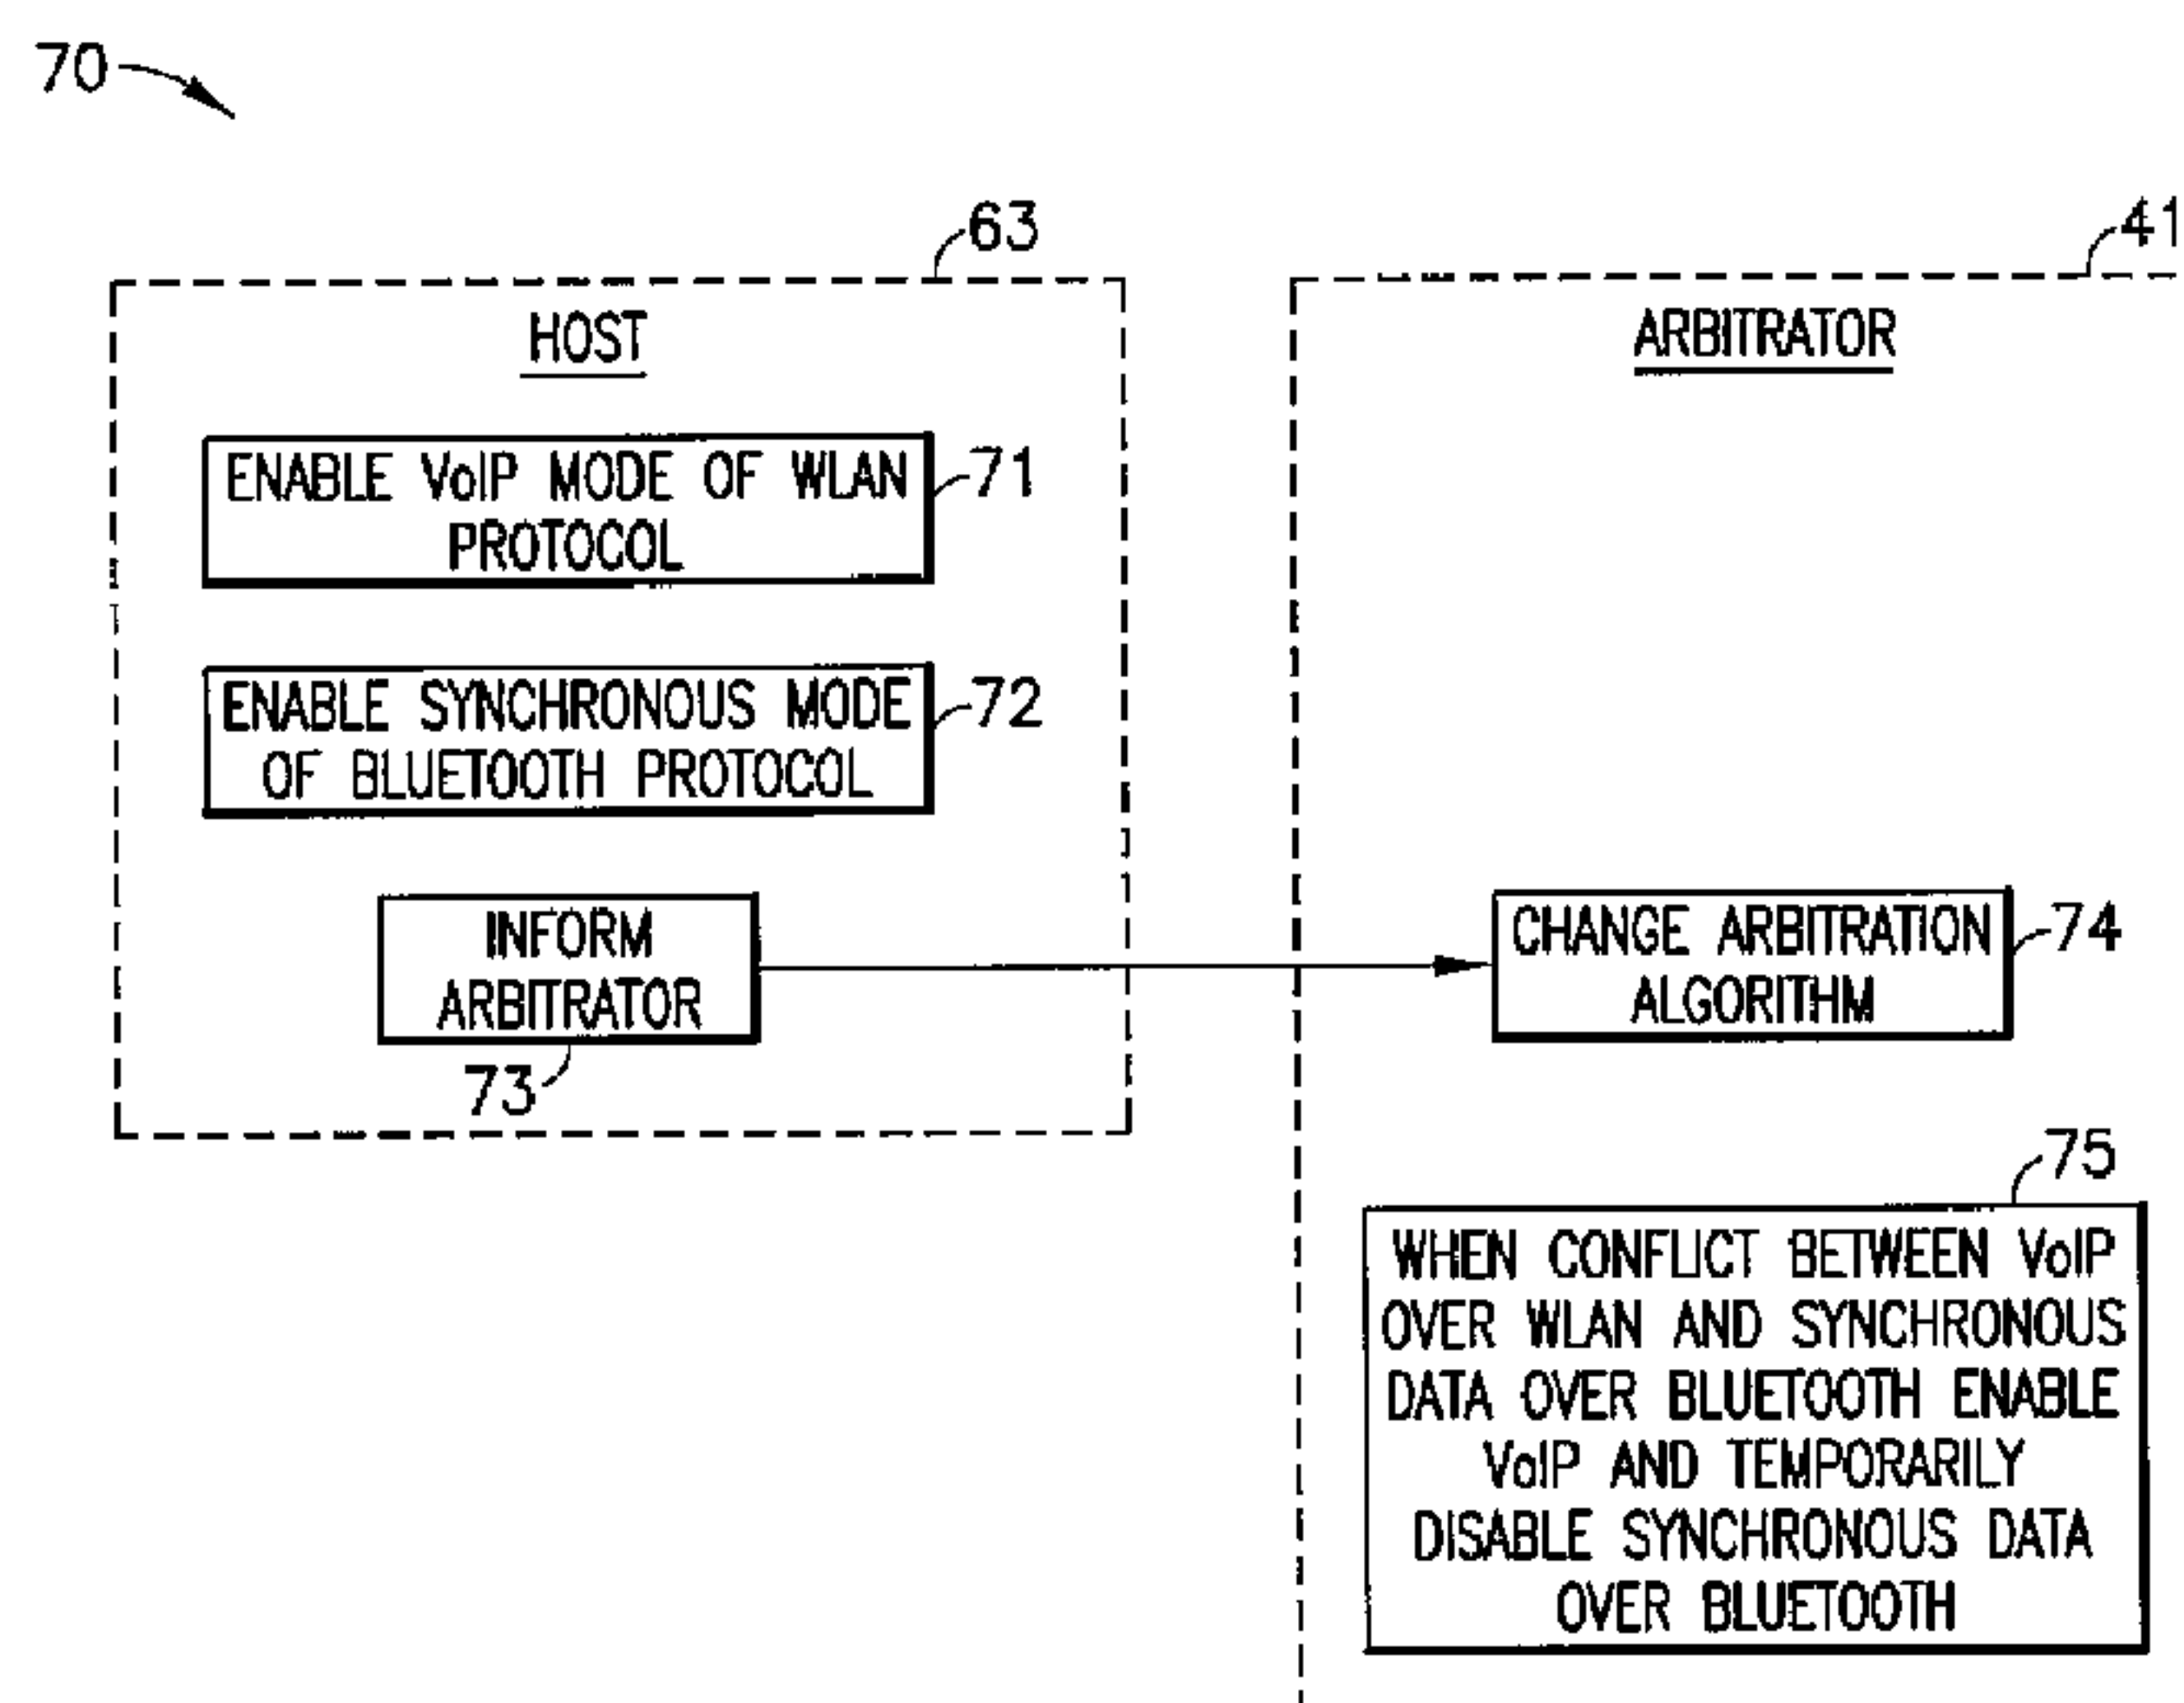 70
63
41
HOST
ARBITRATOR
ENABLE VoIP MODE OF WLAN
PROTOCOL
71
ENABLE SYNCHRONOUS MODE
OF BLUETOOTH PROTOCOL
72
INFORM
ARBITRATOR
73
CHANGE ARBITRATION
ALGORITHM
74
75
WHEN CONFLICT BETWEEN VoIP
OVER WLAN AND SYNCHRONOUS
DATA OVER BLUETOOTH ENABLE
VoIP AND TEMPORARILY
DISABLE SYNCHRONOUS DATA
OVER BLUETOOTH